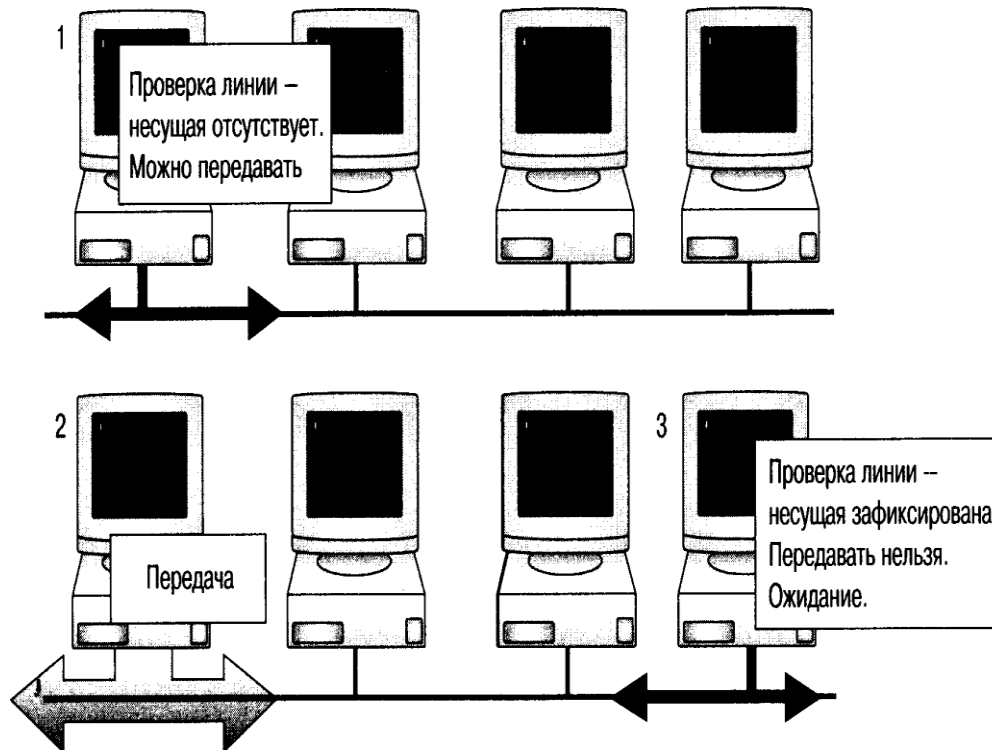 1
Проверка линии –
несущая отсутствует.
Можно передавать
2
Передача
3
Проверка линии --
несущая зафиксирована
Передавать нельзя.
Ожидание.